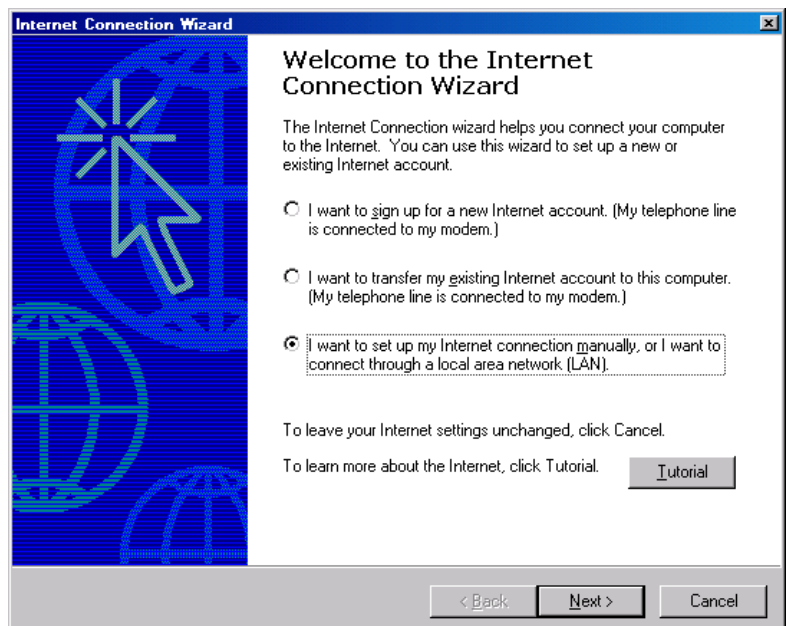 Internet Connection Wizard
Welcome to the Internet
Connection Wizard
The Internet Connection wizard helps you connect your computer
to the Internet.  You can use this wizard to set up a new or
existing Internet account.
I want to sign up for a new Internet account. (My telephone line
is connected to my modem.)
I want to transfer my existing Internet account to this computer.
(My telephone line is connected to my modem.)
I want to set up my Internet connection manually, or I want to
connect through a local area network (LAN).
To leave your Internet settings unchanged, click Cancel.
To learn more about the Internet, click Tutorial.
Tutorial
< Back
Next >
Cancel